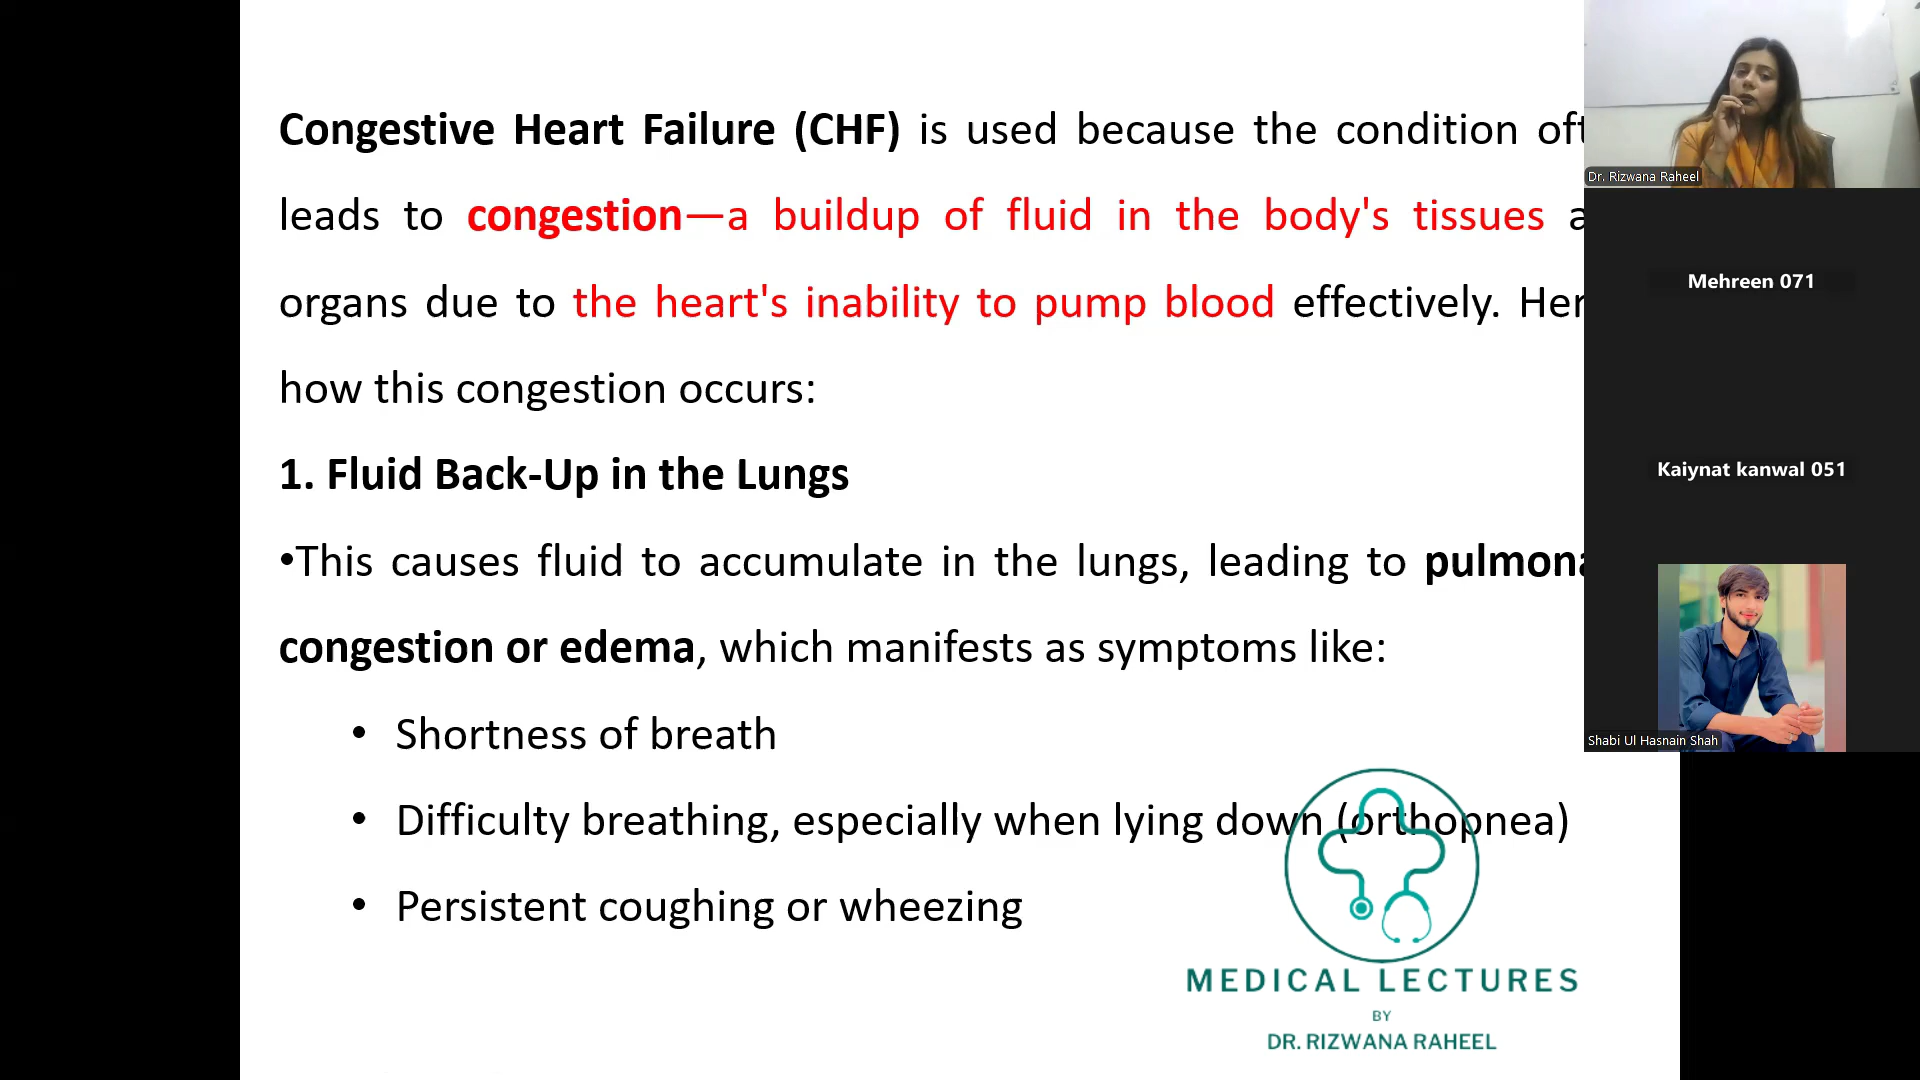 Congestive Heart Failure (CHF) is used because the condition oft
leads to congestion—a buildup of fluid in the body's tissues a
organs due to the heart's inability to pump blood effectively. Her
how this congestion occurs:
1. Fluid Back-Up in the Lungs
•This causes fluid to accumulate in the lungs, leading to pulmona
congestion or edema, which manifests as symptoms like:
• Shortness of breath
• Difficulty breathing, especially when lying down (orthopnea)
• Persistent coughing or wheezing
MEDICAL LECTURES
BY
DR. RIZWANA RAHEEL
Dr. Rizwana Raheel
Mehreen 071
Kaiynat kanwal 051
Shabi Ul Hasnain Shah